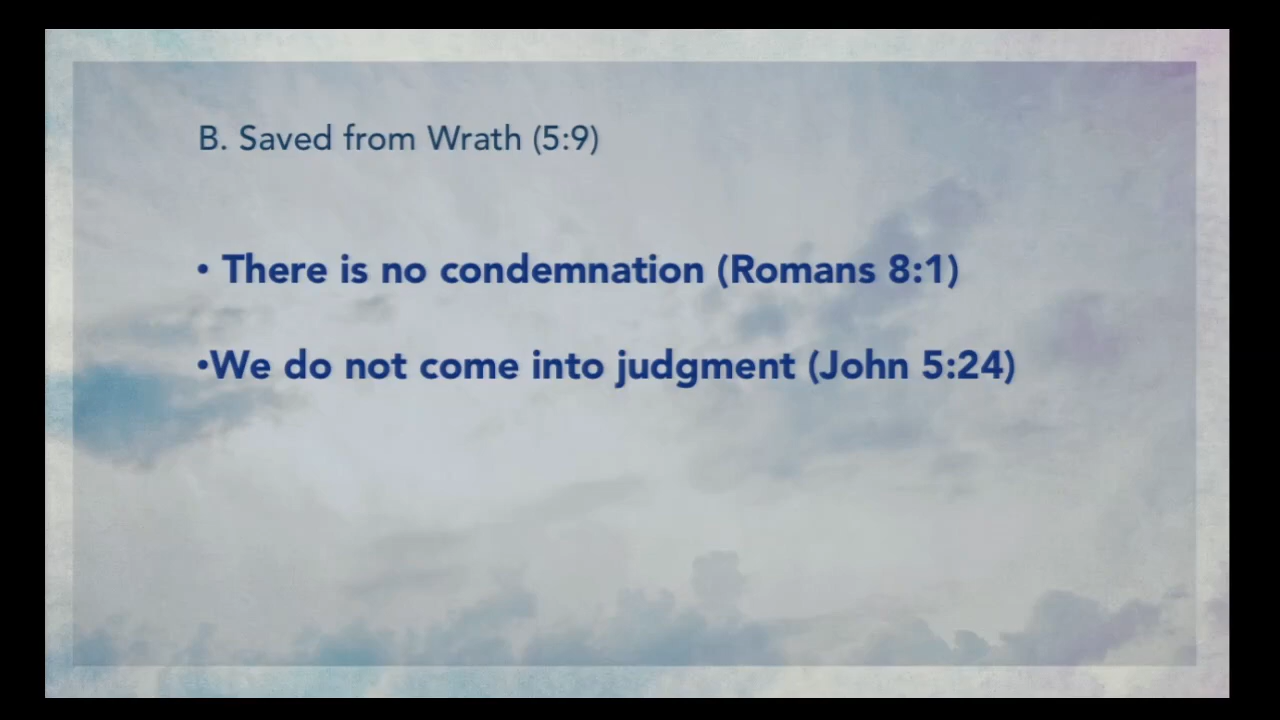 B. Saved from Wrath (5:9)
• There is no condemnation (Romans 8:1)
•We do not come into judgment (John 5:24)